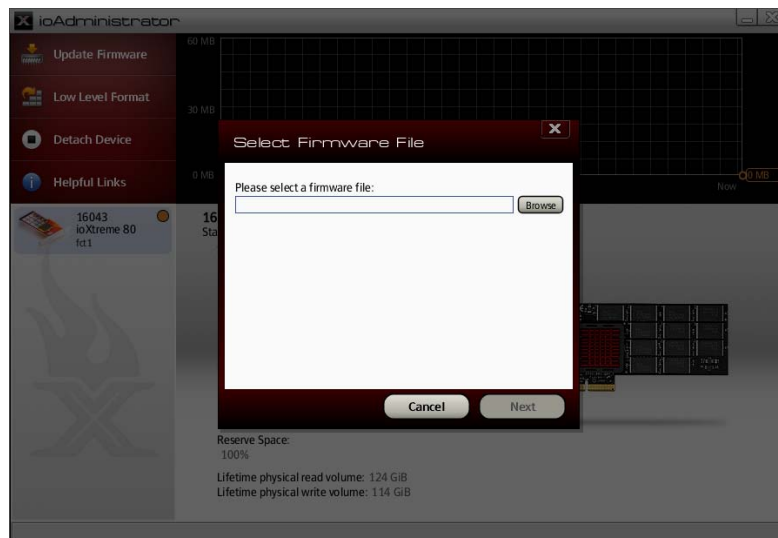 ioAdministrator
Update Firmware
Low Level Format
Detach Device
Helpful Links
60 MB
30 MB
0 MB
0 MB
Now
Select Firmware File
Please select a firmware file:
Browse
Cancel
Next
16043
ioXtreme 80
fct1
16
Sta
Reserve Space:
100%
Lifetime physical read volume: 124 GiB
Lifetime physical write volume: 114 GiB